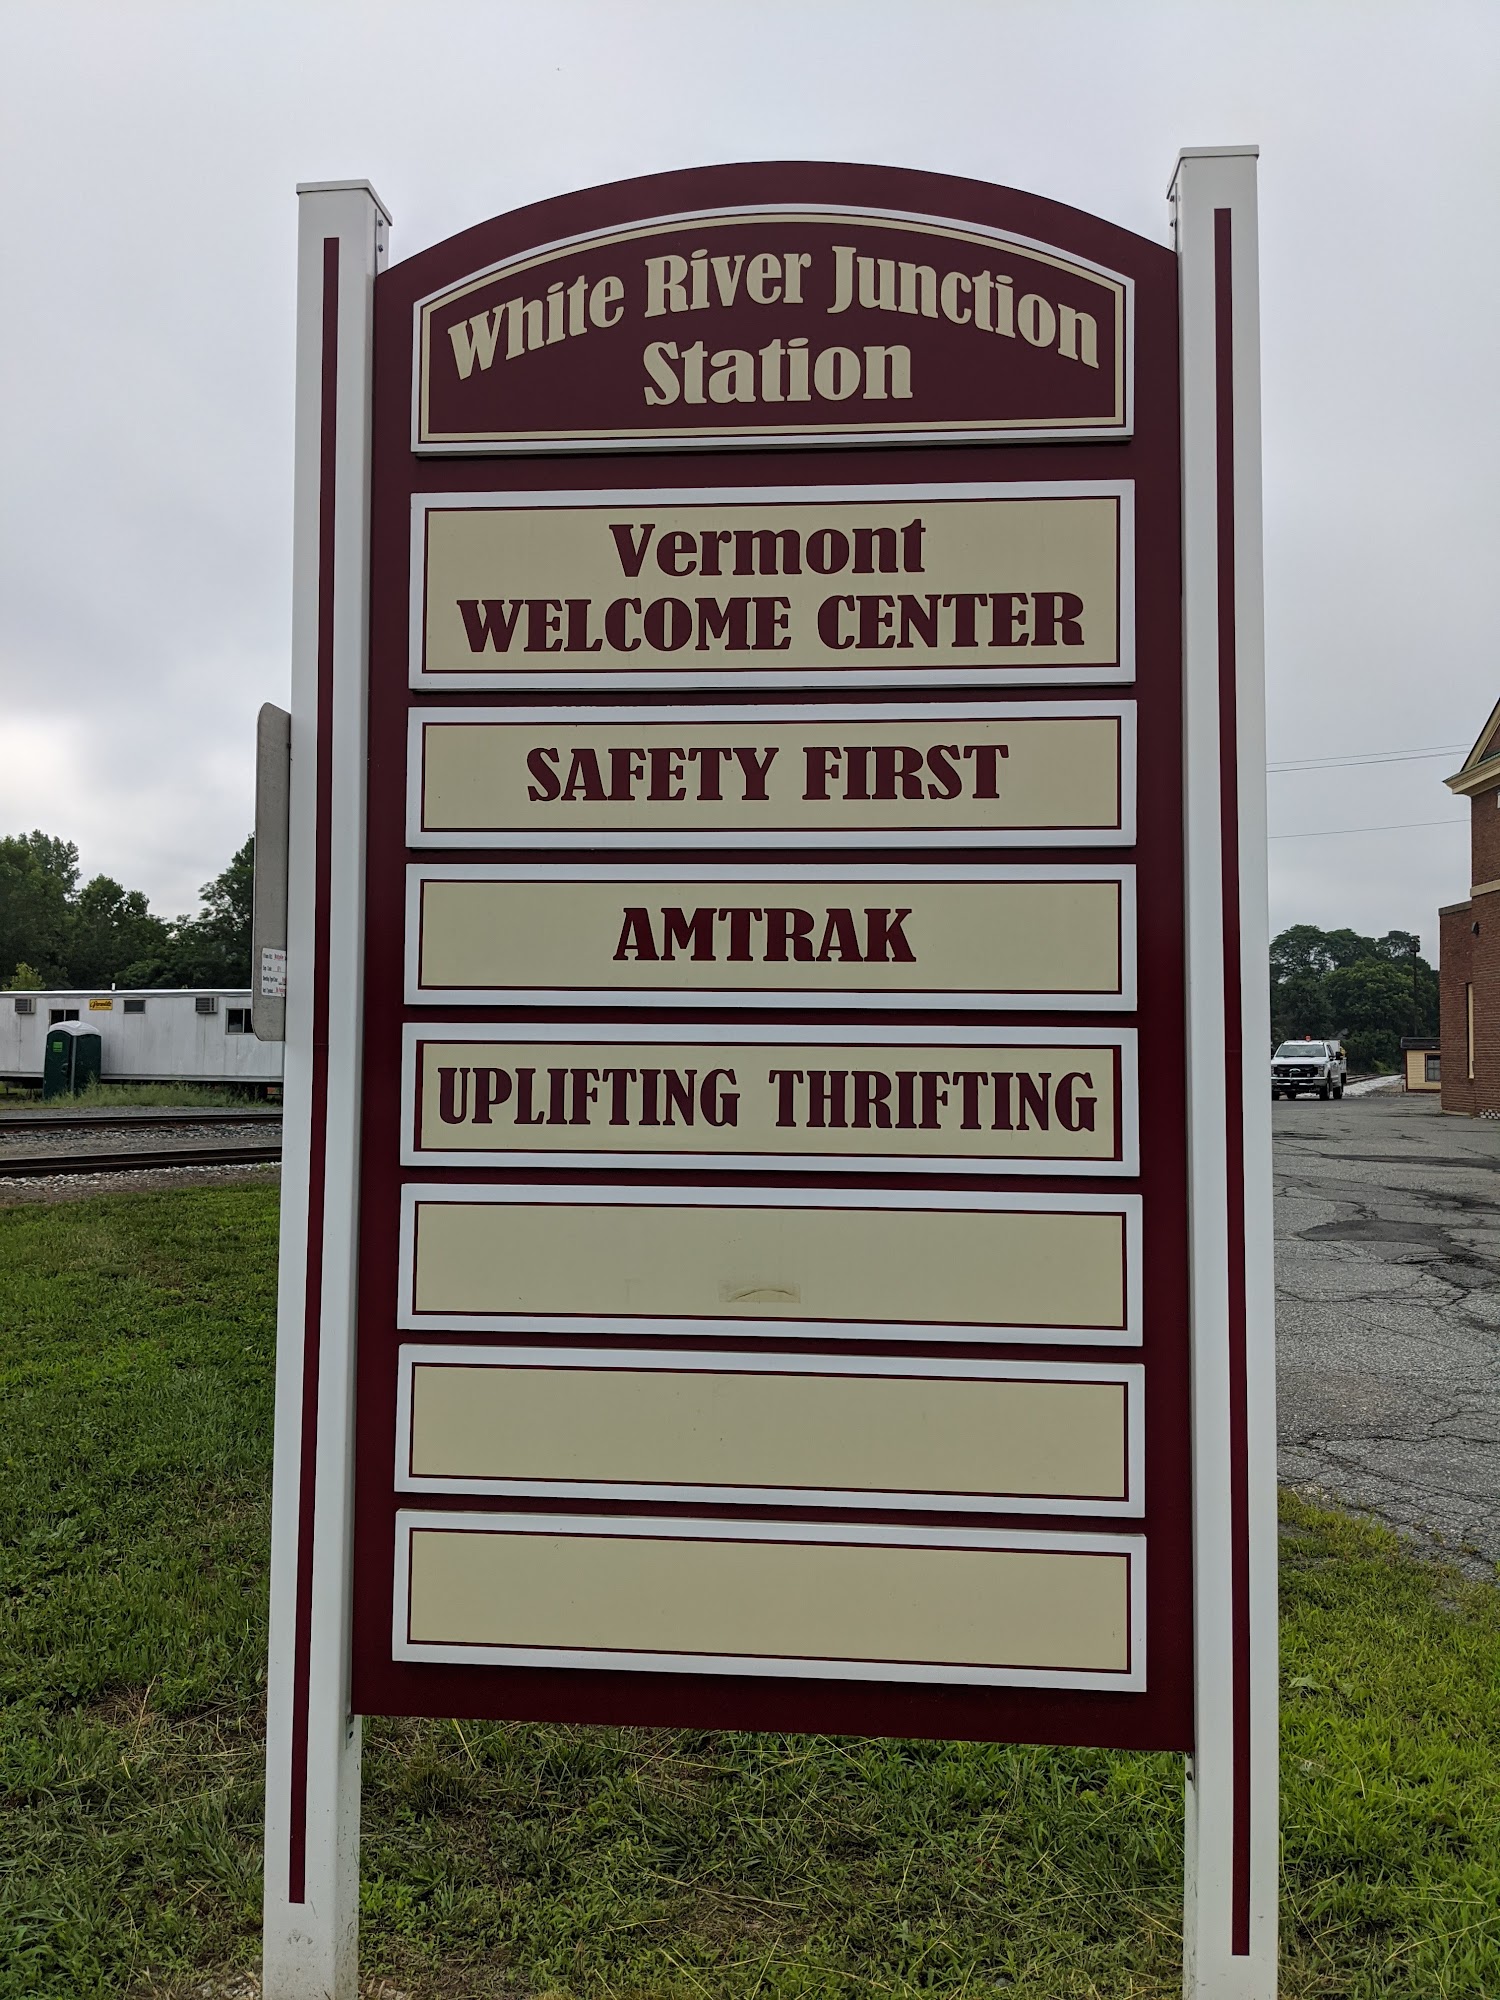 White River Junction
Station
Vermont
WELCOME CENTER
SAFETY FIRST
AMTRAK
UPLIFTING THRIFTING